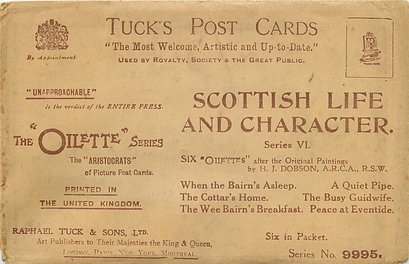 TUCK'S POST CARDS
"The Most Welcome, Artistic and Up-to-Date."
USED BY ROYALTY, SOCIETY & THE GREAT PUBLIC.
By Appointment.
"UNAPPROACHABLE"
is the verdict of the ENTIRE PRESS.
THE "OILETTE" SERIES
The "ARISTOCRATS"
of Picture Post Cards.
PRINTED IN
THE UNITED KINGDOM.
RAPHAEL TUCK & SONS, LTD.
Art Publishers to Their Majesties the King & Queen,
LONDON, PARIS, NEW YORK, MONTREAL.
SCOTTISH LIFE
AND CHARACTER.
Series VI.
SIX "OILETTES" after the Original Paintings
by H. J. DOBSON, A.R.C.A., R.S.W.
When the Bairn's Asleep. A Quiet Pipe.
The Cottar's Home. The Busy Guidwife.
The Wee Bairn's Breakfast. Peace at Eventide.
Six in Packet.
Series No. 9995.